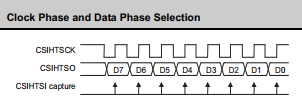 Clock Phase and Data Phase Selection
CSIHTSCK
CSIHTSO D7 D6 D5 D4 D3 D2 D1 D0
CSIHTSI capture